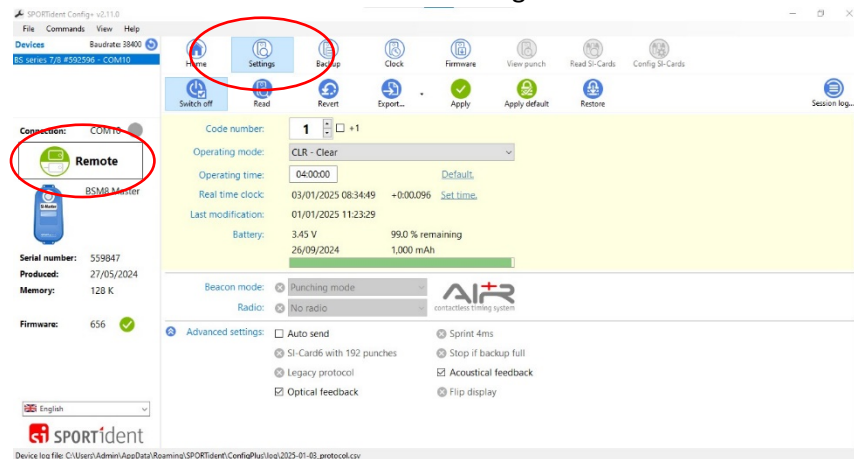 SPORTident Config+ v2.11.0
File Commands View Help
Devices Baudrate: 38400
BS series 7/8 #592596 - COM10
Home Settings Backup Clock Firmware View punch Read SI-Cards Config SI-Cards
Switch off Read Revert Export... Apply Apply default Restore Session log...
Connection: COM10
Remote
BSM8 Master
SI-Master
Serial number: 559847
Produced: 27/05/2024
Memory: 128 K
Firmware: 656
English
SPORTident
Code number: 1 +1
Operating mode: CLR - Clear
Operating time: 04:00:00 Default.
Real time clock: 03/01/2025 08:34:49 +0:00.096 Set time.
Last modification: 01/01/2025 11:23:29
Battery: 3.45 V 99.0 % remaining
26/09/2024 1,000 mAh
Beacon mode: Punching mode
AIR+
Radio: No radio
contactless timing system
Advanced settings: Auto send Sprint 4ms
SI-Card6 with 192 punches Stop if backup full
Legacy protocol Acoustical feedback
Optical feedback Flip display
Device log file: C:\Users\Admin\AppData\Roaming\SPORTident\ConfigPlus\log\2025-01-03_protocol.csv